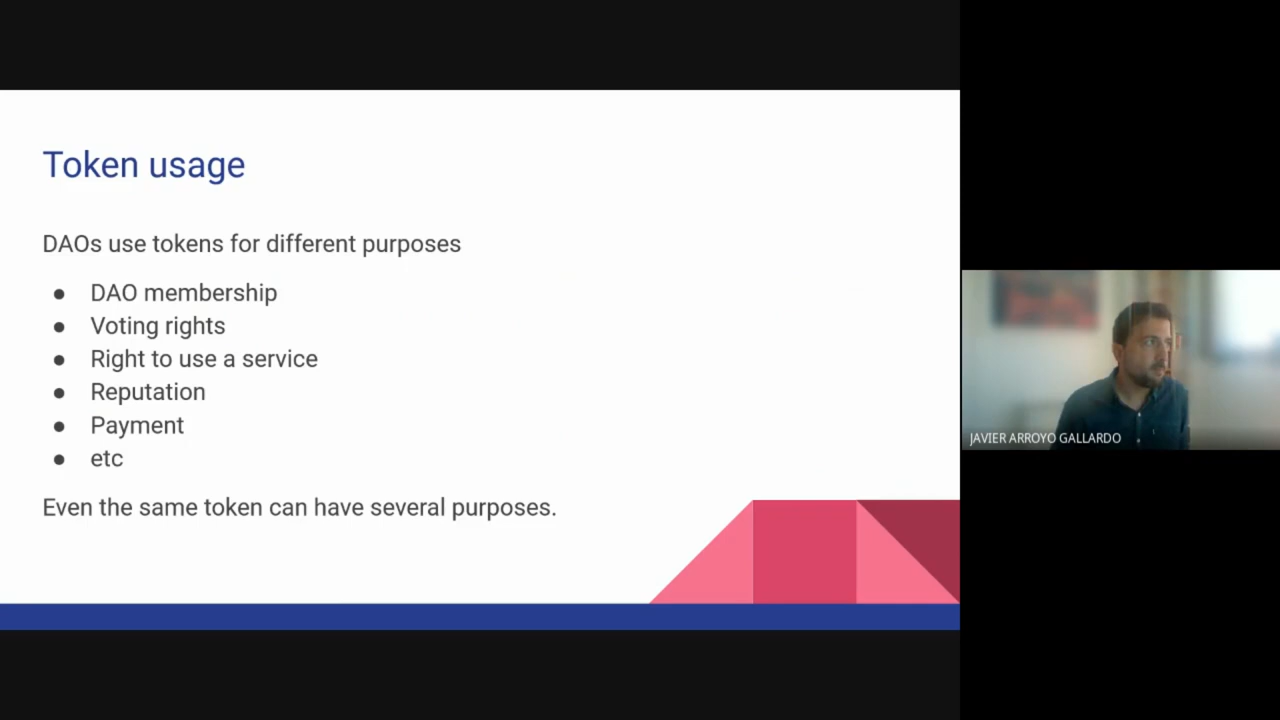 Token usage
DAOs use tokens for different purposes
● DAO membership
● Voting rights
● Right to use a service
● Reputation
● Payment
● etc
Even the same token can have several purposes.
JAVIER ARROYO GALLARDO